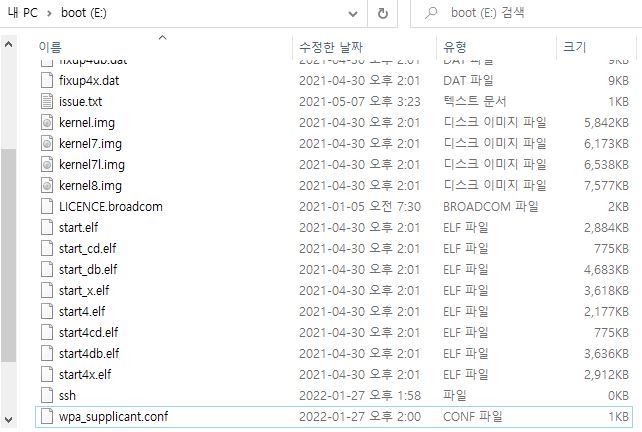 내 PC > boot (E:) boot (E:) 검색
이름 수정한 날짜 유형 크기
fixup4db.dat 2021-04-30 오후 2:01 DAT 파일 9KB
fixup4x.dat 2021-04-30 오후 2:01 DAT 파일 9KB
issue.txt 2021-05-07 오후 3:23 텍스트 문서 1KB
kernel.img 2021-04-30 오후 2:01 디스크 이미지 파일 5,842KB
kernel7.img 2021-04-30 오후 2:01 디스크 이미지 파일 6,173KB
kernel7l.img 2021-04-30 오후 2:01 디스크 이미지 파일 6,538KB
kernel8.img 2021-04-30 오후 2:01 디스크 이미지 파일 7,577KB
LICENCE.broadcom 2021-01-05 오전 7:30 BROADCOM 파일 2KB
start.elf 2021-04-30 오후 2:01 ELF 파일 2,884KB
start_cd.elf 2021-04-30 오후 2:01 ELF 파일 775KB
start_db.elf 2021-04-30 오후 2:01 ELF 파일 4,683KB
start_x.elf 2021-04-30 오후 2:01 ELF 파일 3,618KB
start4.elf 2021-04-30 오후 2:01 ELF 파일 2,177KB
start4cd.elf 2021-04-30 오후 2:01 ELF 파일 775KB
start4db.elf 2021-04-30 오후 2:01 ELF 파일 3,636KB
start4x.elf 2021-04-30 오후 2:01 ELF 파일 2,912KB
ssh 2022-01-27 오후 1:58 파일 0KB
wpa_supplicant.conf 2022-01-27 오후 2:00 CONF 파일 1KB